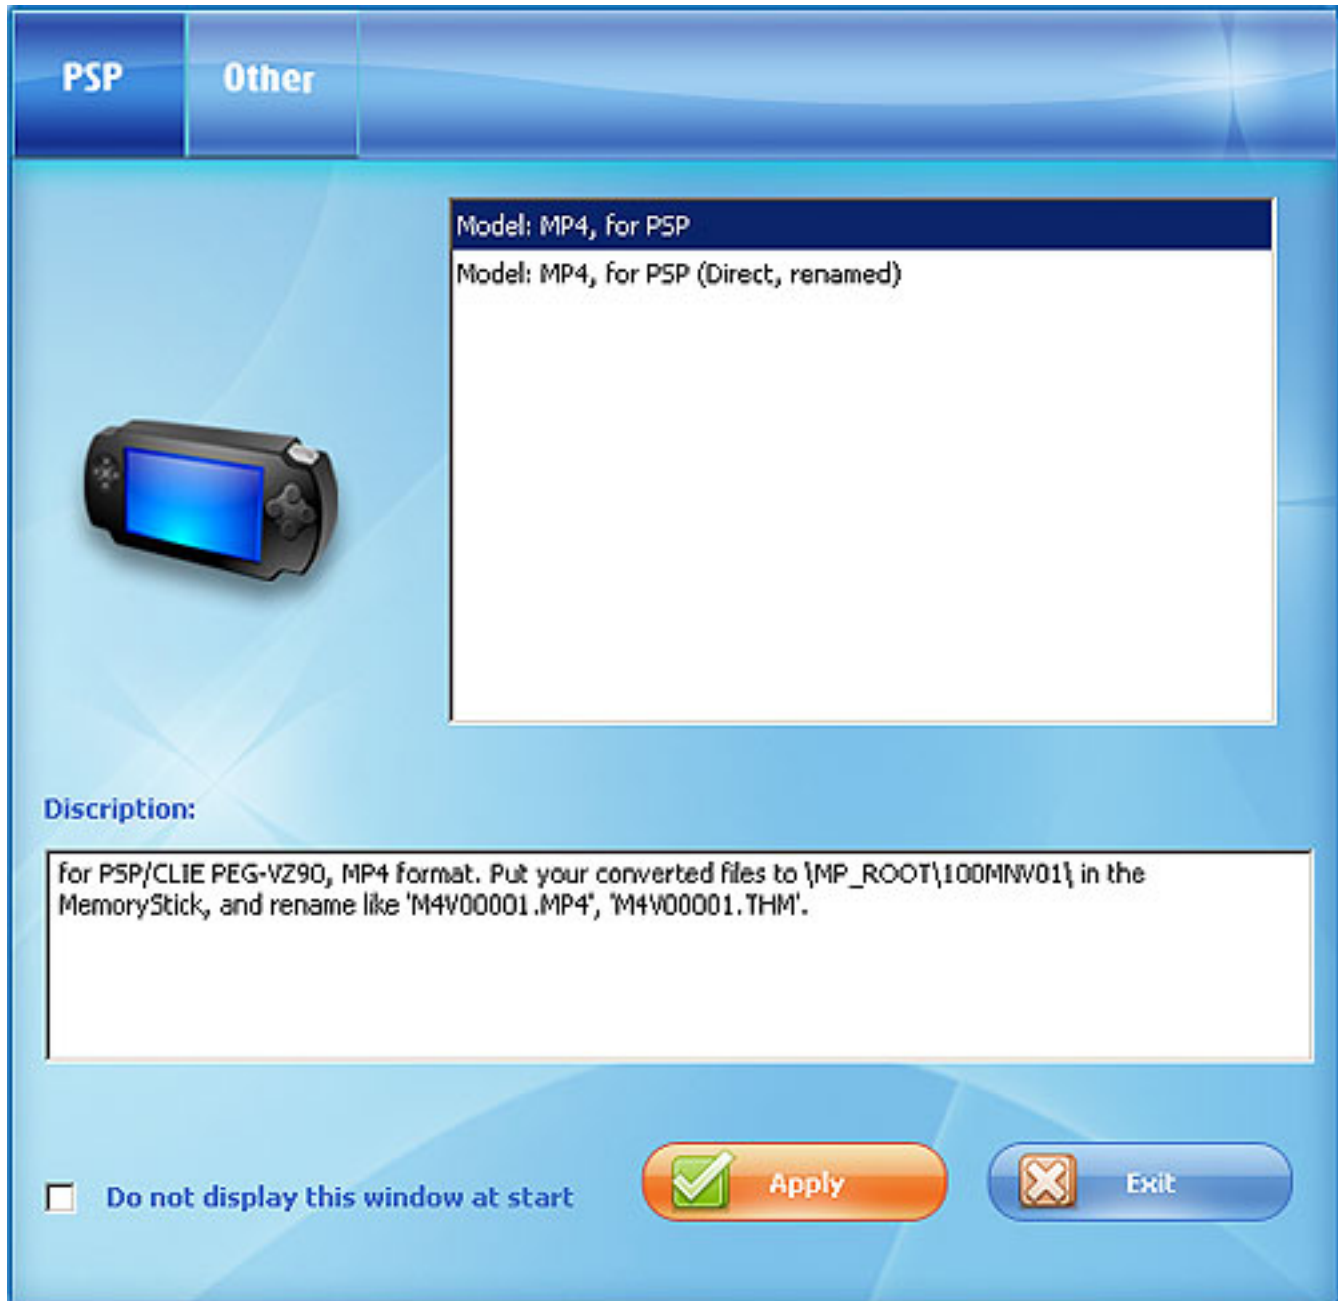 PSP Other
Model: MP4, for PSP
Model: MP4, for PSP (Direct, renamed)
Discription:
for PSP/CLIE PEG-VZ90, MP4 format. Put your converted files to \MP_ROOT\100MNV01\ in the
MemoryStick, and rename like 'M4V00001.MP4', 'M4V00001.THM'.
Do not display this window at start
Apply
Exit